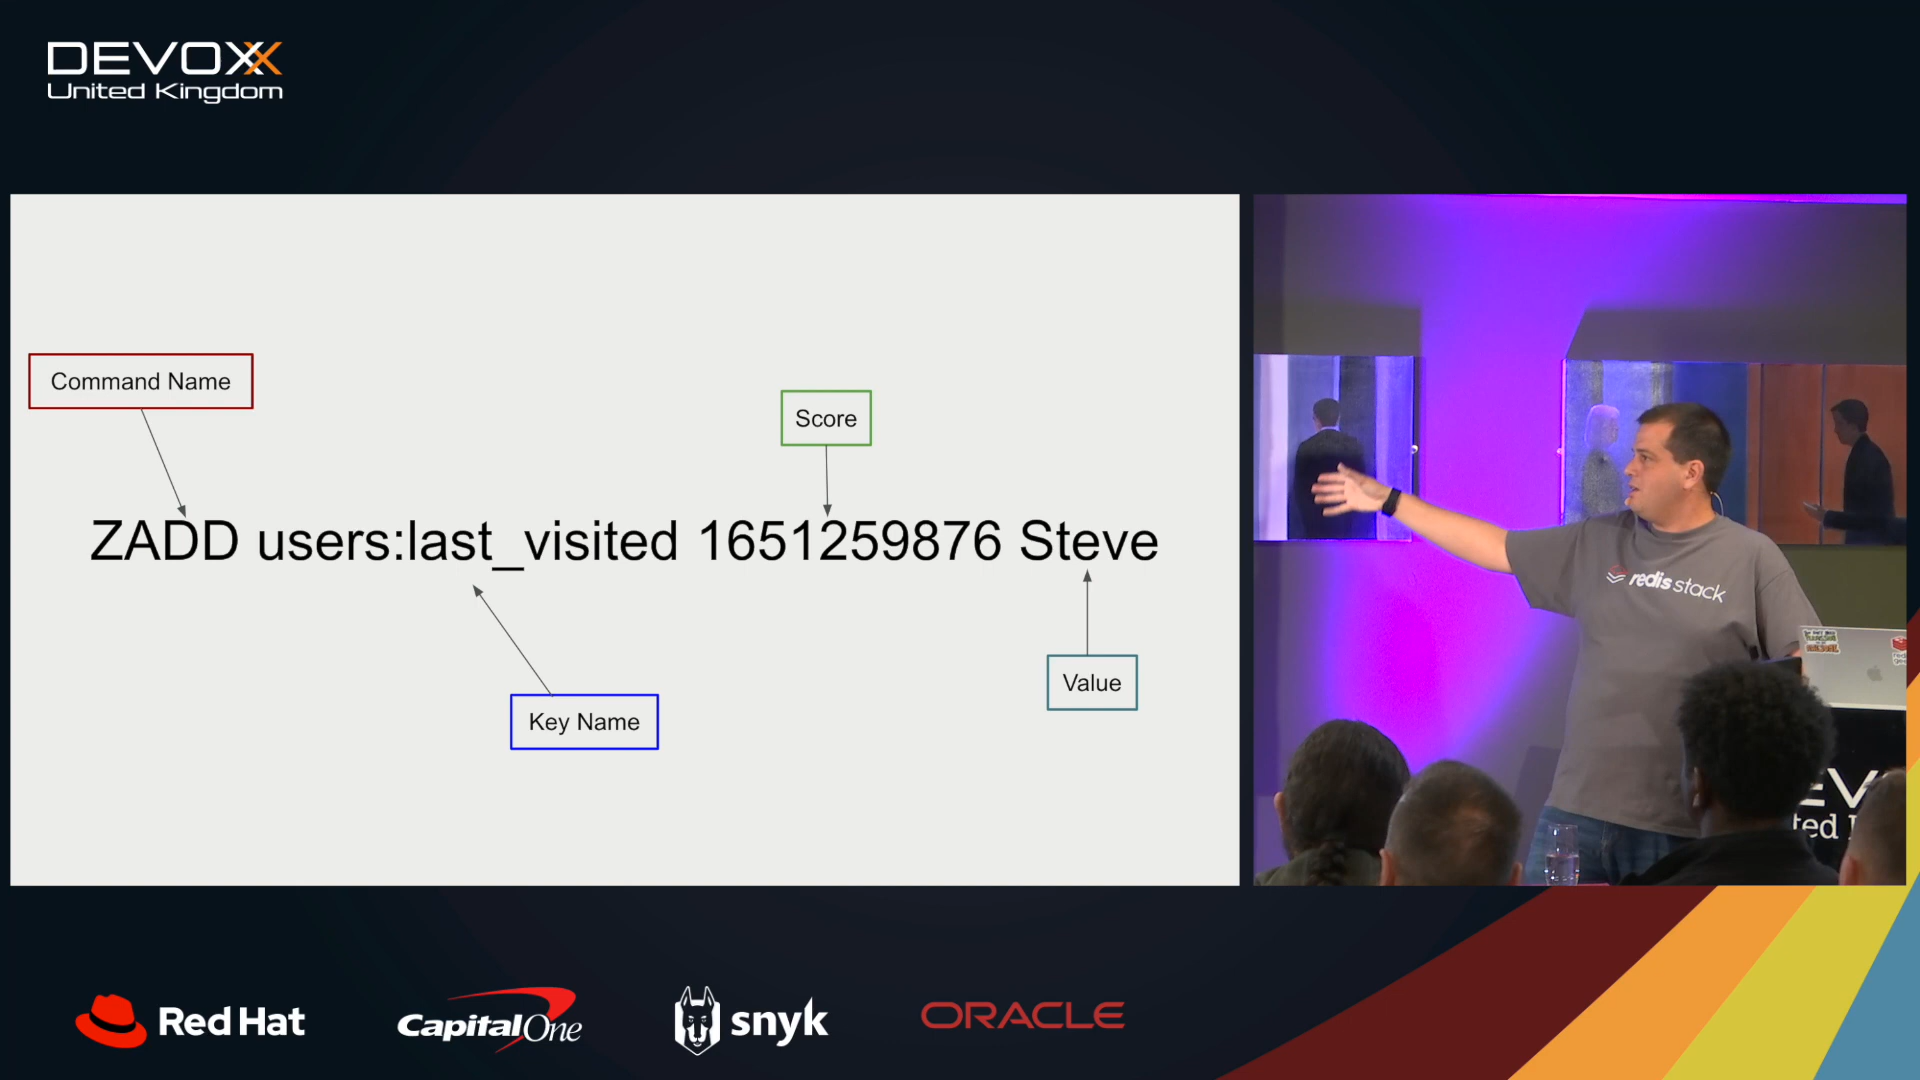 DEVOXX
United Kingdom
Command Name
Score
ZADD users:last_visited 1651259876 Steve
Key Name
Value
redis stack
Red Hat
Capital One
snyk
ORACLE